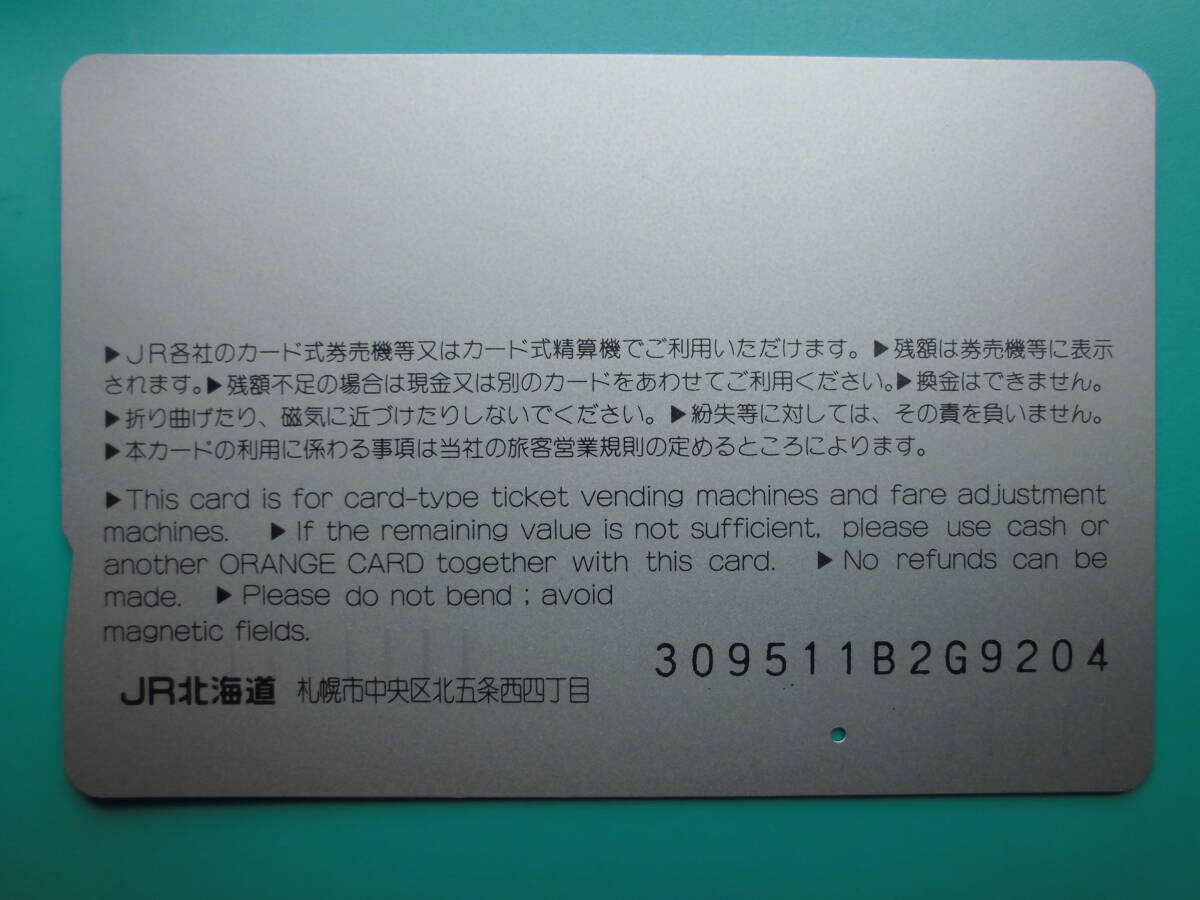 ▶JR各社のカード式券売機等又はカード式精算機でご利用いただけます。▶残額は券売機等に表示
されます。▶残額不足の場合は現金又は別のカードをあわせてご利用ください。▶換金はできません。
▶折り曲げたり、磁気に近づけたりしないでください。▶紛失等に対しては、その責を負いません。
▶本カードの利用に係わる事項は当社の旅客営業規則の定めるところによります。
▶This card is for card-type ticket vending machines and fare adjustment
machines. ▶If the remaining value is not sufficient, please use cash or
another ORANGE CARD together with this card. ▶No refunds can be
made. ▶Please do not bend ; avoid
magnetic fields.
309511B2G9204
JR北海道 札幌市中央区北五条西四丁目